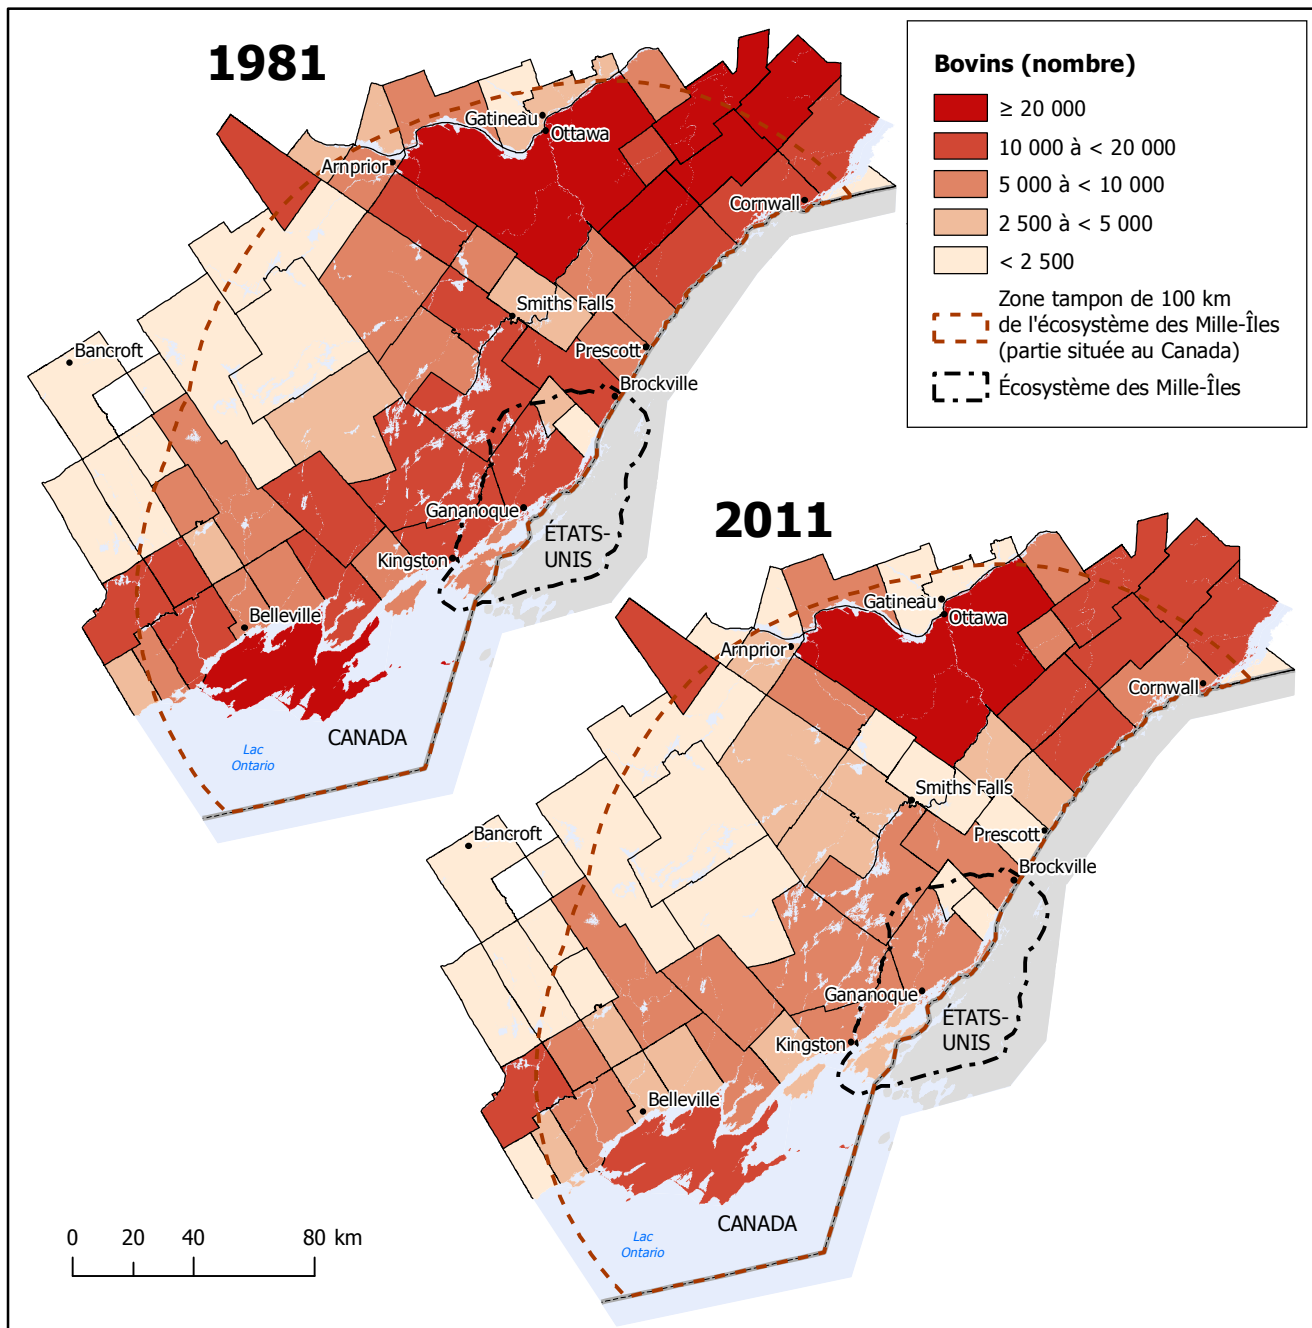 1981
Bovins (nombre)
≥ 20 000
10 000 à < 20 000
5 000 à < 10 000
2 500 à < 5 000
< 2 500
Zone tampon de 100 km
de l'écosystème des Mille-Îles
(partie située au Canada)
Écosystème des Mille-Îles
Gatineau
Ottawa
Arnprior
Cornwall
Smiths Falls
Bancroft
Prescott
Brockville
Gananoque
ÉTATS-
UNIS
Kingston
Belleville
CANADA
Lac
Ontario
2011
Gatineau
Ottawa
Arnprior
Cornwall
Smiths Falls
Bancroft
Prescott
Brockville
Gananoque
ÉTATS-
UNIS
Kingston
Belleville
CANADA
Lac
Ontario
0 20 40 80 km